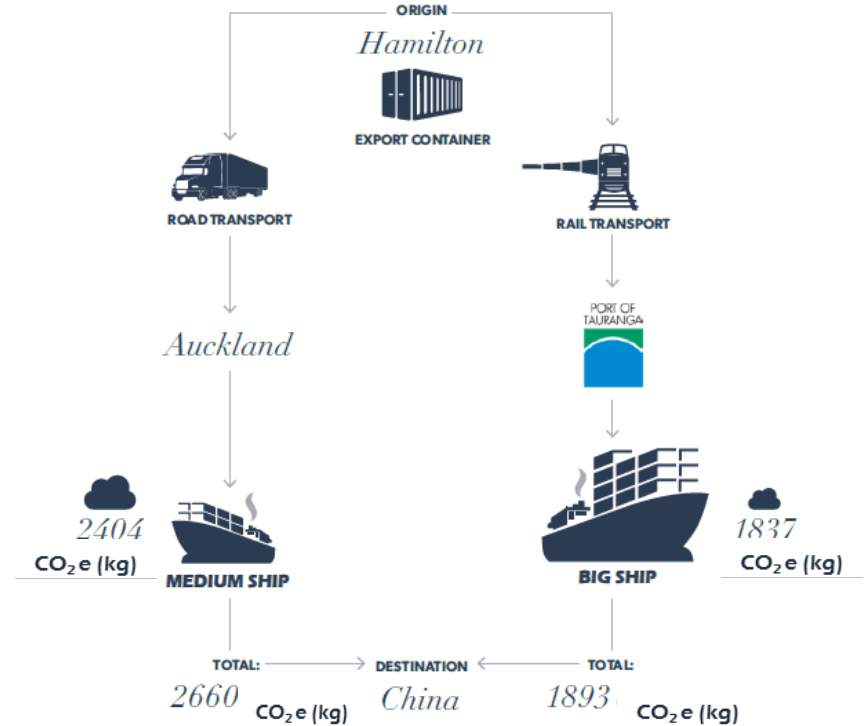 ORIGIN
Hamilton
EXPORT CONTAINER
ROAD TRANSPORT
RAIL TRANSPORT
PORT OF
TAURANGA
Auckland
2404
CO₂e (kg)
MEDIUM SHIP
BIG SHIP
1837
CO₂e (kg)
TOTAL:
2660 CO₂e (kg)
DESTINATION
China
TOTAL:
1893 CO₂e (kg)